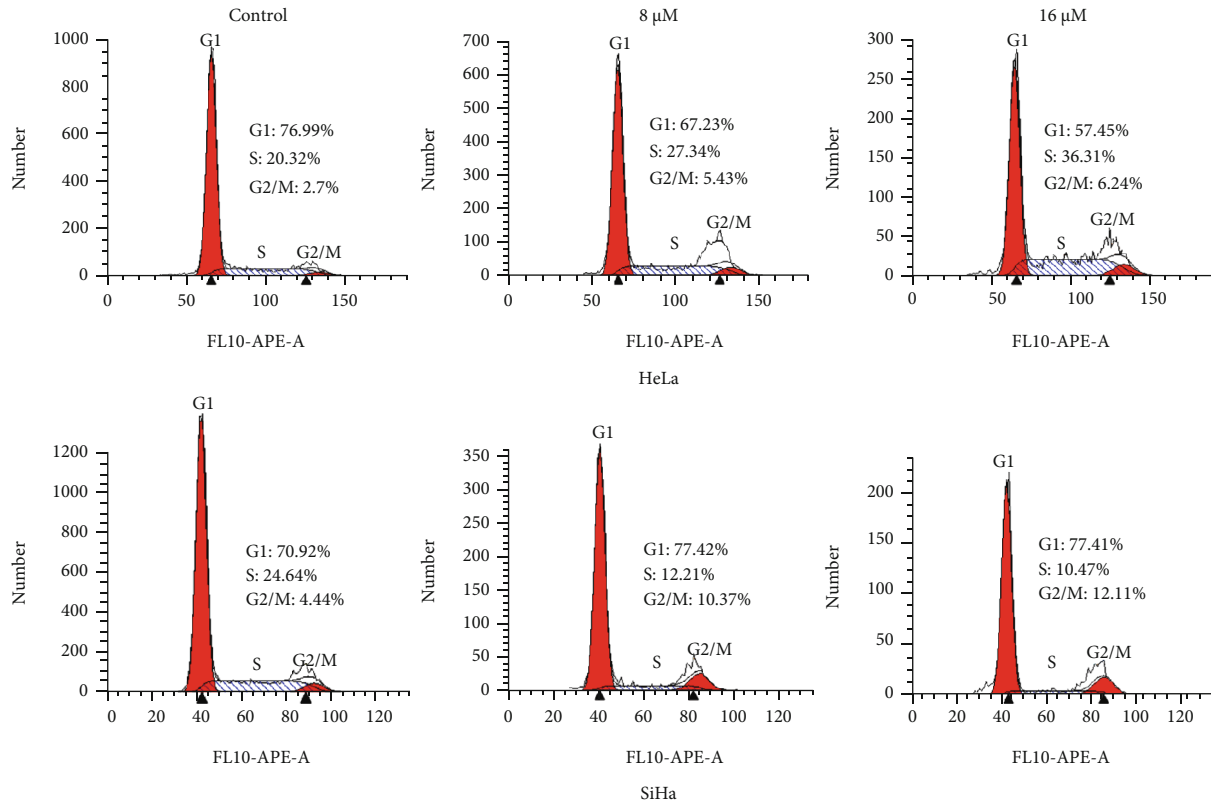 Control
8 µM
16 µM
G1
1000
800
600
400
200
0
Number
G1: 76.99%
S: 20.32%
G2/M: 2.7%
S
G2/M
0
50
100
150
FL10-APE-A
G1
700
600
500
400
300
200
100
0
Number
G1: 67.23%
S: 27.34%
G2/M: 5.43%
S
G2/M
0
50
100
150
FL10-APE-A
G1
300
250
200
150
100
50
0
Number
G1: 57.45%
S: 36.31%
G2/M: 6.24%
S
G2/M
0
50
100
150
FL10-APE-A
HeLa
G1
1200
1000
800
600
400
200
0
Number
G1: 70.92%
S: 24.64%
G2/M: 4.44%
S
G2/M
0
20
40
60
80
100
120
FL10-APE-A
G1
350
300
250
200
150
100
50
0
Number
G1: 77.42%
S: 12.21%
G2/M: 10.37%
S
G2/M
0
20
40
60
80
100
120
FL10-APE-A
G1
200
150
100
50
0
Number
G1: 77.41%
S: 10.47%
G2/M: 12.11%
S
G2/M
0
20
40
60
80
100
120
FL10-APE-A
SiHa